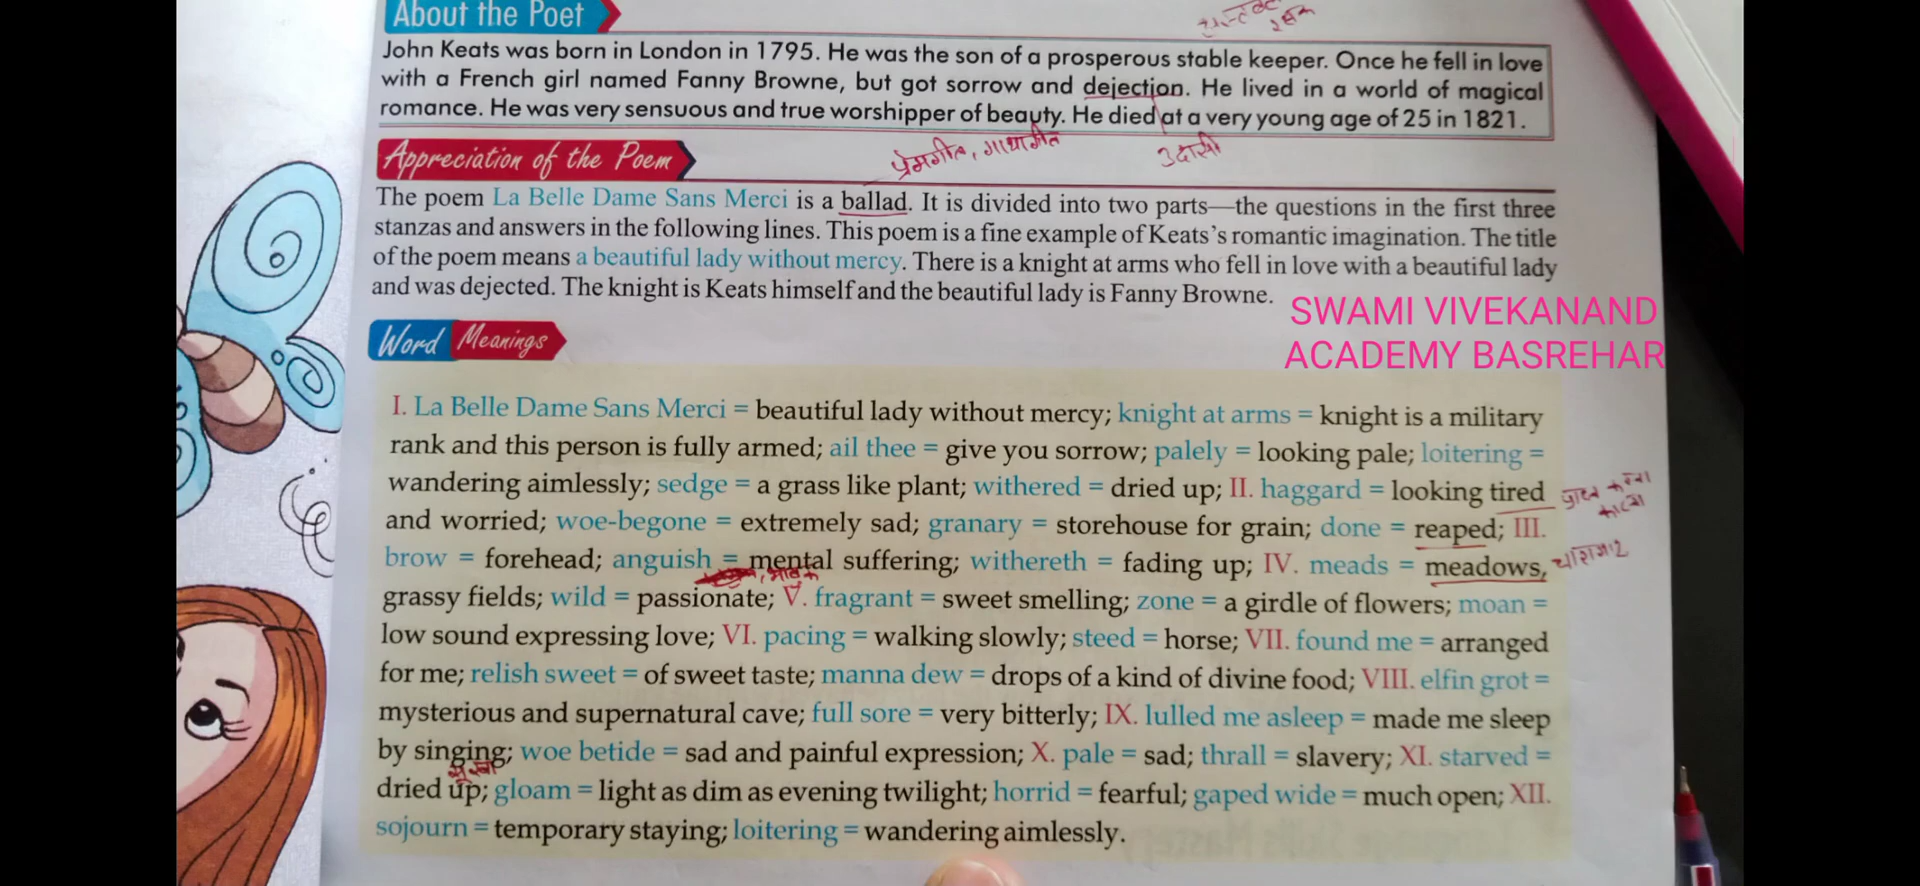 About the Poet
John Keats was born in London in 1795. He was the son of a prosperous stable keeper. Once he fell in love
with a French girl named Fanny Browne, but got sorrow and dejection. He lived in a world of magical
romance. He was very sensuous and true worshipper of beauty. He died at a very young age of 25 in 1821.
प्रेमगीत, गाथागीत
उदासी
Appreciation of the Poem
The poem La Belle Dame Sans Merci is a ballad. It is divided into two parts—the questions in the first three
stanzas and answers in the following lines. This poem is a fine example of Keats's romantic imagination. The title
of the poem means a beautiful lady without mercy. There is a knight at arms who fell in love with a beautiful lady
and was dejected. The knight is Keats himself and the beautiful lady is Fanny Browne.
SWAMI VIVEKANAND
ACADEMY BASREHAR
Word Meanings
I. La Belle Dame Sans Merci = beautiful lady without mercy; knight at arms = knight is a military
rank and this person is fully armed; ail thee = give you sorrow; palely = looking pale; loitering =
wandering aimlessly; sedge = a grass like plant; withered = dried up; II. haggard = looking tired
and worried; woe-begone = extremely sad; granary = storehouse for grain; done = reaped; III.
brow = forehead; anguish = mental suffering; withereth = fading up; IV. meads = meadows,
grassy fields; wild = passionate; V. fragrant = sweet smelling; zone = a girdle of flowers; moan =
low sound expressing love; VI. pacing = walking slowly; steed = horse; VII. found me = arranged
for me; relish sweet = of sweet taste; manna dew = drops of a kind of divine food; VIII. elfin grot =
mysterious and supernatural cave; full sore = very bitterly; IX. lulled me asleep = made me sleep
by singing; woe betide = sad and painful expression; X. pale = sad; thrall = slavery; XI. starved =
dried up; gloam = light as dim as evening twilight; horrid = fearful; gaped wide = much open; XII.
sojourn = temporary staying; loitering = wandering aimlessly.